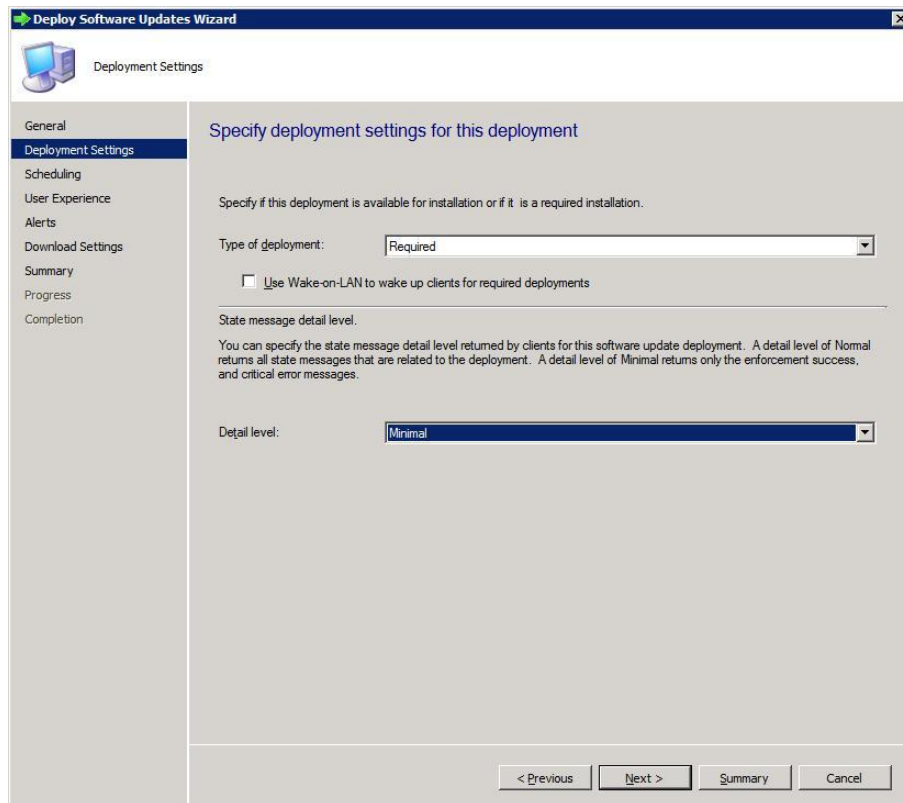 Deploy Software Updates Wizard
Deployment Settings
General
Deployment Settings
Scheduling
User Experience
Alerts
Download Settings
Summary
Progress
Completion
Specify deployment settings for this deployment
Specify if this deployment is available for installation or if it is a required installation.
Type of deployment:
Required
Use Wake-on-LAN to wake up clients for required deployments
State message detail level.
You can specify the state message detail level returned by clients for this software update deployment. A detail level of Normal
returns all state messages that are related to the deployment. A detail level of Minimal returns only the enforcement success,
and critical error messages.
Detail level:
Minimal
< Previous
Next >
Summary
Cancel